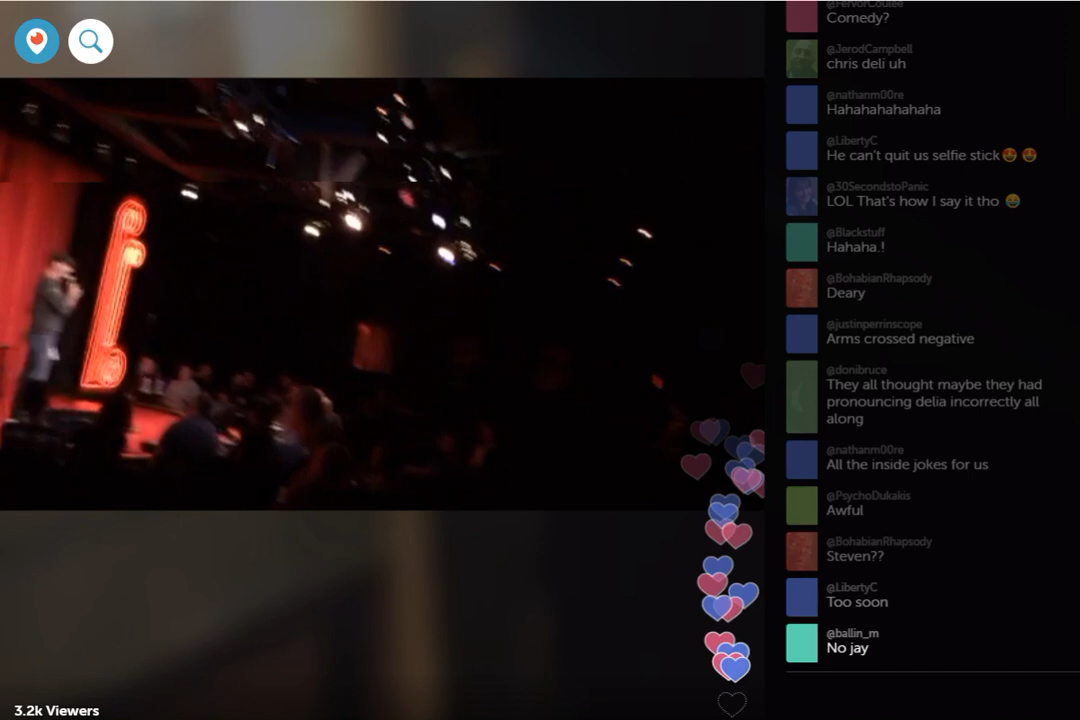 @FervorCoulee
Comedy?
@JerodCampbell
chris deli uh
@nathanm00re
Hahahahahahaha
@LibertyC
He can't quit us selfie stick🤩 🤩
@30SecondstoPanic
LOL That's how I say it tho 😂
@Blackstuff
Hahaha.!
@BohabianRhapsody
Deary
@justinperrinscope
Arms crossed negative
@donibruce
They all thought maybe they had
pronouncing delia incorrectly all
along
@nathanm00re
All the inside jokes for us
@PsychoDukakis
Awful
@BohabianRhapsody
Steven??
@LibertyC
Too soon
@ballin_m
No jay
3.2k Viewers